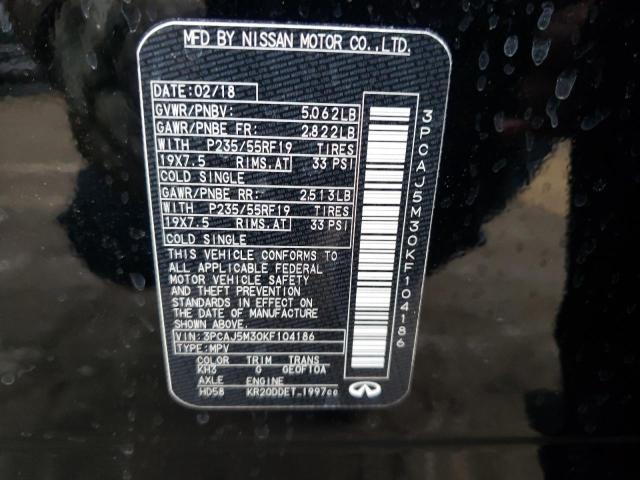 MFD BY NISSAN MOTOR CO.,LTD.
DATE: 02/18
GVWR/PNBV: 5,062LB
GAWR/PNBE FR: 2,822LB
WITH P235/55RF19 TIRES
19X7.5 RIMS,AT 33 PSI
COLD SINGLE
GAWR/PNBE RR: 2,513LB
WITH P235/55RF19 TIRES
19X7.5 RIMS,AT 33 PSI
COLD SINGLE
THIS VEHICLE CONFORMS TO
ALL APPLICABLE FEDERAL
MOTOR VEHICLE SAFETY
AND THEFT PREVENTION
STANDARDS IN EFFECT ON
THE DATE OF MANUFACTURE
SHOWN ABOVE.
VIN: 3PCAJ5M30KF104186
TYPE: MPV
COLOR TRIM TRANS
KH3 G GE0F10A
AXLE ENGINE
HD58 KR20DDET 1997cc
3PCAJ5M30KF104186